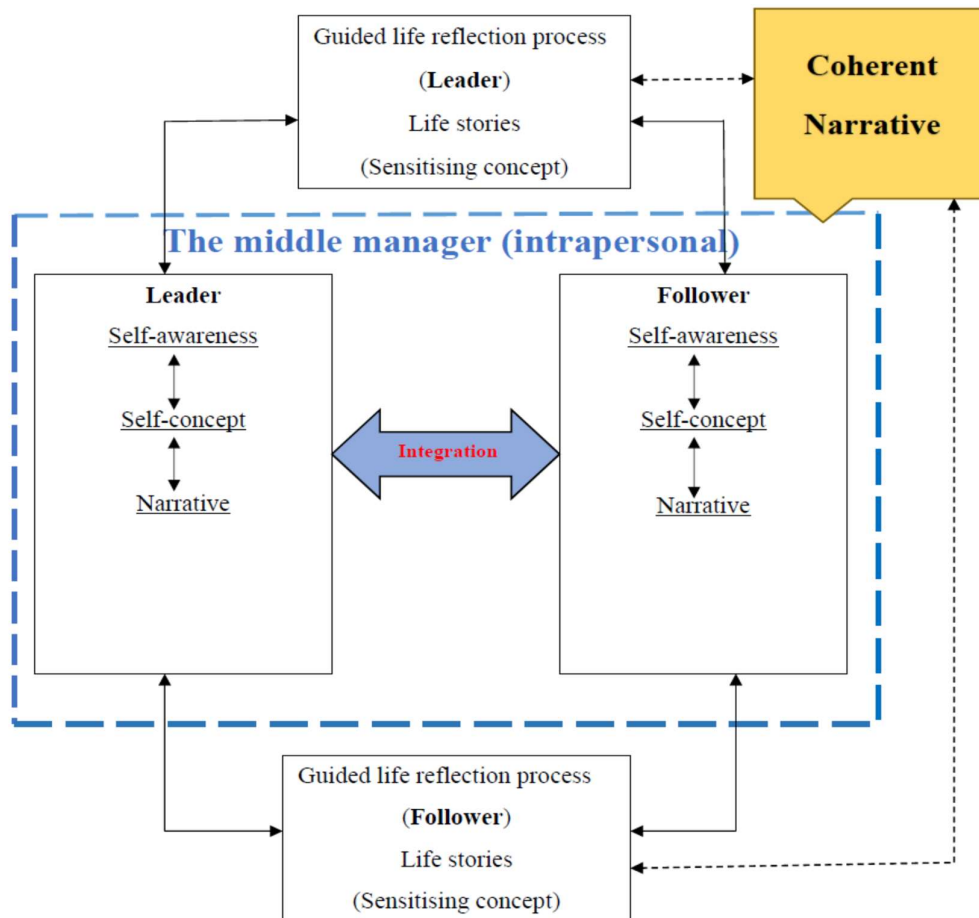 Guided life reflection process
(Leader)
Life stories
(Sensitising concept)
Coherent
Narrative
The middle manager (intrapersonal)
Leader
Self-awareness
Self-concept
Narrative
Integration
Follower
Self-awareness
Self-concept
Narrative
Guided life reflection process
(Follower)
Life stories
(Sensitising concept)